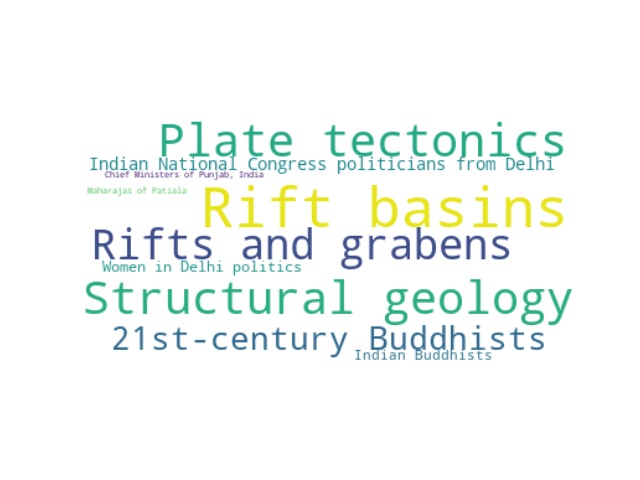 Plate tectonics
Indian National Congress politicians from Delhi
Chief Ministers of Punjab, India
Maharajas of Patiala
Rift basins
Rifts and grabens
Women in Delhi politics
Structural geology
21st-century Buddhists
Indian Buddhists